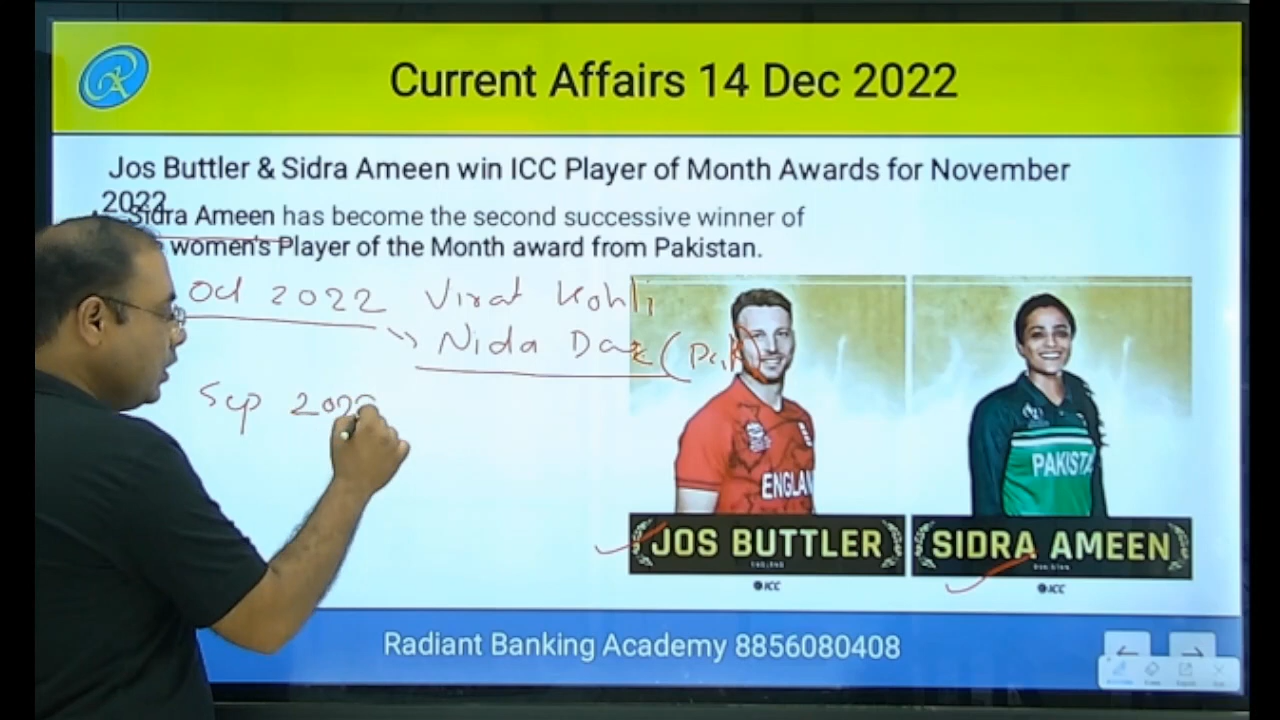 Current Affairs 14 Dec 2022
Jos Buttler & Sidra Ameen win ICC Player of Month Awards for November
2022
Sidra Ameen has become the second successive winner of
women's Player of the Month award from Pakistan.
Oct 2022 Virat Kohli
Nida Dar (Pak)
Sep 2022
ENGLAN
PAKISTA
JOS BUTTLER
SIDRA AMEEN
ENGLAND
PAKISTAN
ICC
ICC
Radiant Banking Academy 8856080408